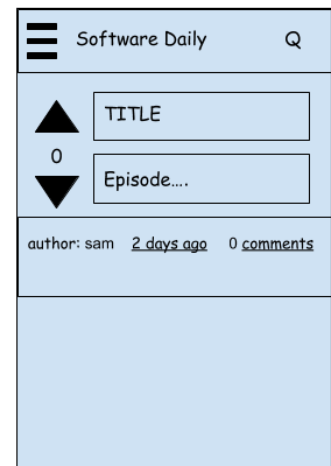 Software Daily Q
TITLE
0
Episode....
author: sam 2 days ago 0 comments